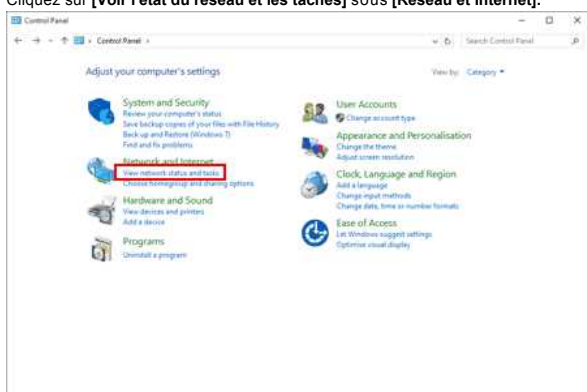 Cliquez sur [Voir l'état du réseau et les tâches] sous [Réseau et Internet].
Control Panel
Control Panel
Search Control Panel
Adjust your computer's settings
View by: Category
System and Security
Review your computer's status
Save backup copies of your files with File History
Back up and Restore (Windows 7)
Find and fix problems
Network and Internet
View network status and tasks
Choose homegroup and sharing options
Hardware and Sound
View devices and printers
Add a device
Programs
Uninstall a program
User Accounts
Change account type
Appearance and Personalisation
Change the theme
Adjust screen resolution
Clock, Language and Region
Add a language
Change input methods
Change date, time or number formats
Ease of Access
Let Windows suggest settings
Optimise visual display